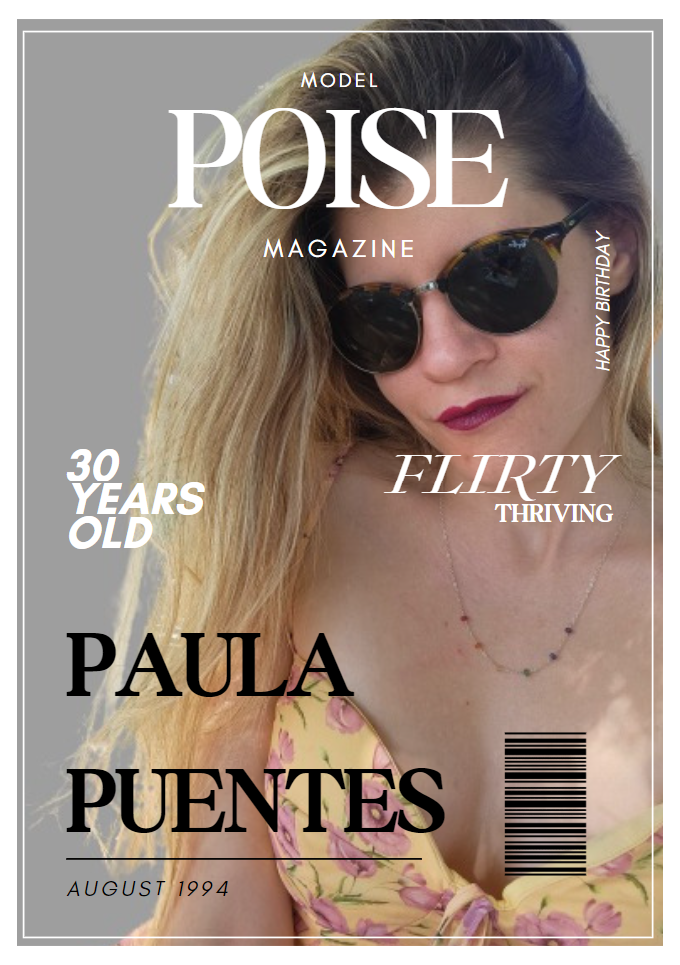 MODEL
POISE
MAGAZINE
HAPPY BIRTHDAY
30
YEARS
OLD
FLIRTY
THRIVING
PAULA
PUENTES
AUGUST 1994